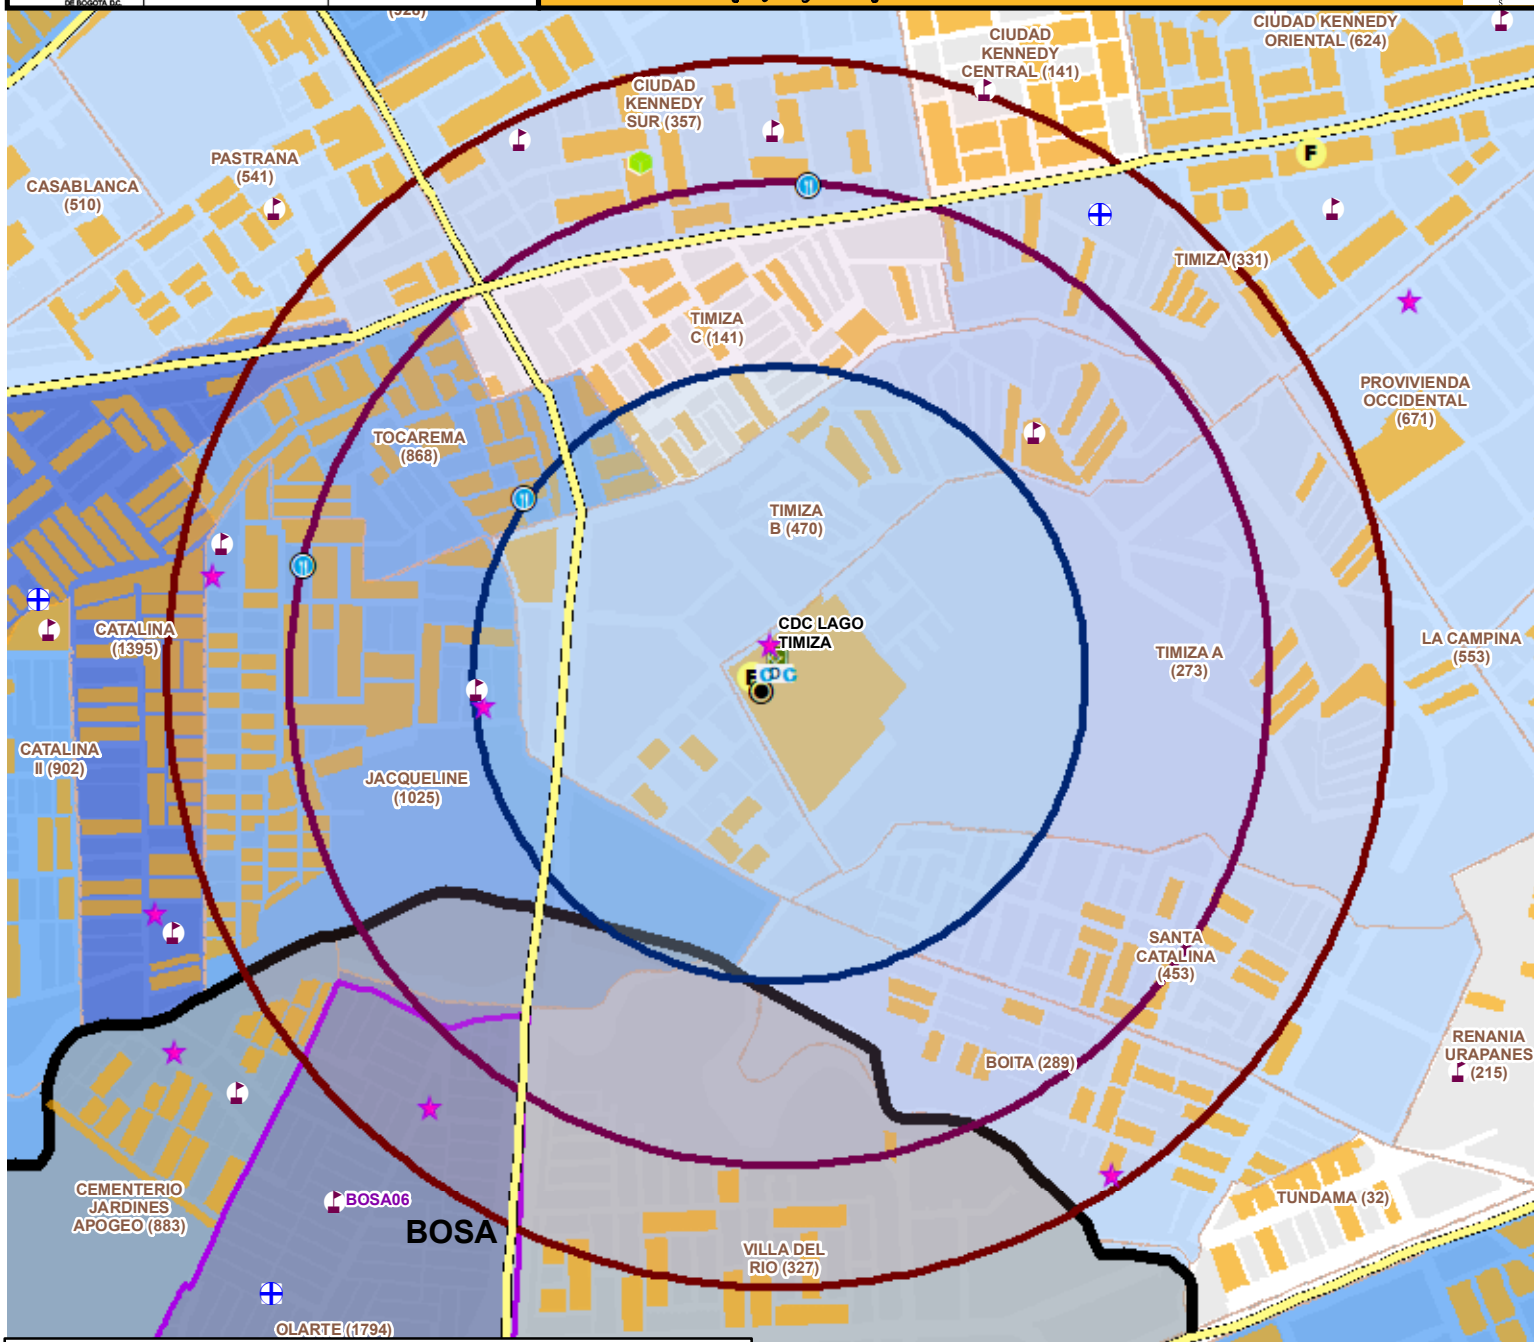 DE BOGOTÁ D.C.
S
CIUDAD KENNEDY
ORIENTAL (624)
CIUDAD
KENNEDY
CENTRAL (141)
CIUDAD
KENNEDY
SUR (357)
PASTRANA
(541)
CASABLANCA
(510)
F
TIMIZA (331)
TIMIZA
C (141)
PROVIVIENDA
OCCIDENTAL
(671)
TOCAREMA
(868)
TIMIZA
B (470)
CDC LAGO
TIMIZA
CATALINA
(1395)
LA CAMPINA
(553)
TIMIZA A
(273)
F
CDC
CATALINA
II (902)
JACQUELINE
(1025)
SANTA
CATALINA
(453)
RENANIA
URAPANES
(215)
BOITA (289)
CEMENTERIO
JARDINES
APOGEO (883)
BOSA06
TUNDAMA (32)
BOSA
VILLA DEL
RIO (327)
OLARTE (1794)